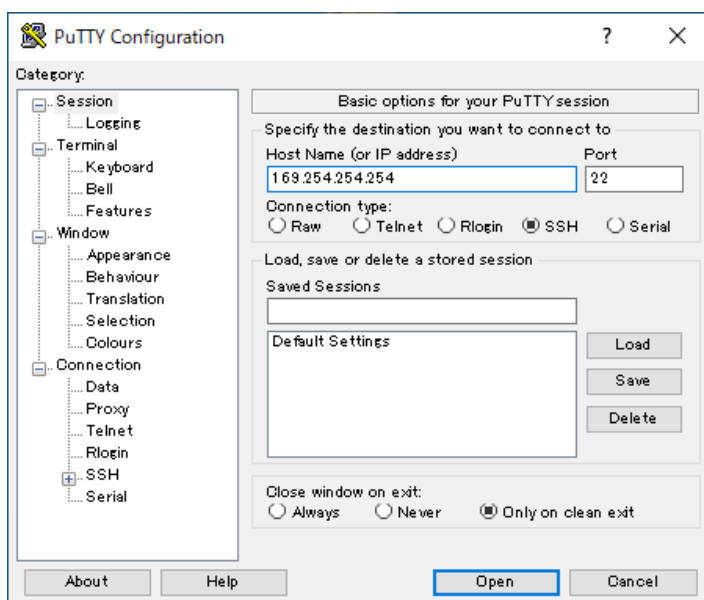 PuTTY Configuration
?
Category:
Session
Logging
Terminal
Keyboard
Bell
Features
Window
Appearance
Behaviour
Translation
Selection
Colours
Connection
Data
Proxy
Telnet
Rlogin
SSH
Serial
Basic options for your PuTTY session
Specify the destination you want to connect to
Host Name (or IP address) Port
169.254.254.254 22
Connection type:
Raw Telnet Rlogin SSH Serial
Load, save or delete a stored session
Saved Sessions
Default Settings
Load
Save
Delete
Close window on exit:
Always Never Only on clean exit
About Help Open Cancel